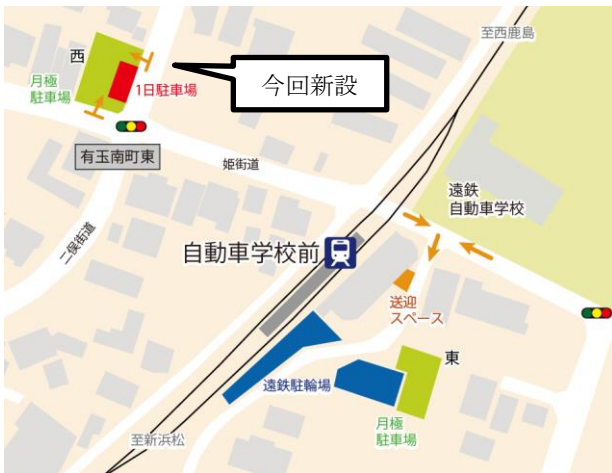 至西鹿島
西
月極
駐車場
1日駐車場
今回新設
有玉南町東
姫街道
遠鉄
自動車学校
二俣街道
自動車学校前
送迎
スペース
東
遠鉄駐輪場
月極
駐車場
至新浜松